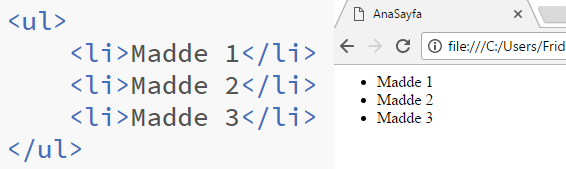 <ul>
    <li>Madde 1</li>
    <li>Madde 2</li>
    <li>Madde 3</li>
</ul>
AnaSayfa
file:///C:/Users/Frid
• Madde 1
• Madde 2
• Madde 3